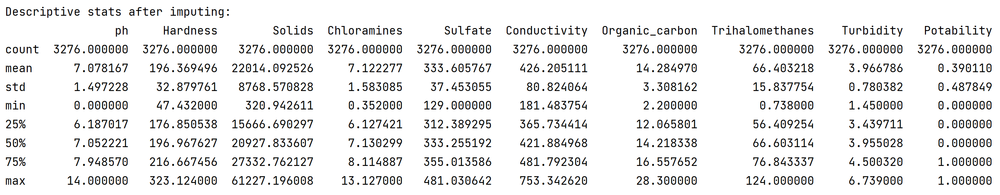 Descriptive stats after imputing:
                ph     Hardness        Solids  Chloramines      Sulfate  Conductivity  Organic_carbon  Trihalomethanes    Turbidity   Potability
count  3276.000000  3276.000000   3276.000000  3276.000000  3276.000000   3276.000000     3276.000000      3276.000000  3276.000000  3276.000000
mean      7.078167   196.369496  22014.092526     7.122277   333.605767    426.205111       14.284970        66.403218     3.966786     0.390110
std       1.497228    32.879761   8768.570828     1.583085    37.453055     80.824064        3.308162        15.837754     0.780382     0.487849
min       0.000000    47.432000    320.942611     0.352000   129.000000    181.483754        2.200000         0.738000     1.450000     0.000000
25%       6.187017   176.850538  15666.690297     6.127421   312.389295    365.734414       12.065801        56.409254     3.439711     0.000000
50%       7.052221   196.967627  20927.833607     7.130299   333.255192    421.884968       14.218338        66.603114     3.955028     0.000000
75%       7.948570   216.667456  27332.762127     8.114887   355.013586    481.792304       16.557652        76.843337     4.500320     1.000000
max      14.000000   323.124000  61227.196008    13.127000   481.030642    753.342620       28.300000       124.000000     6.739000     1.000000